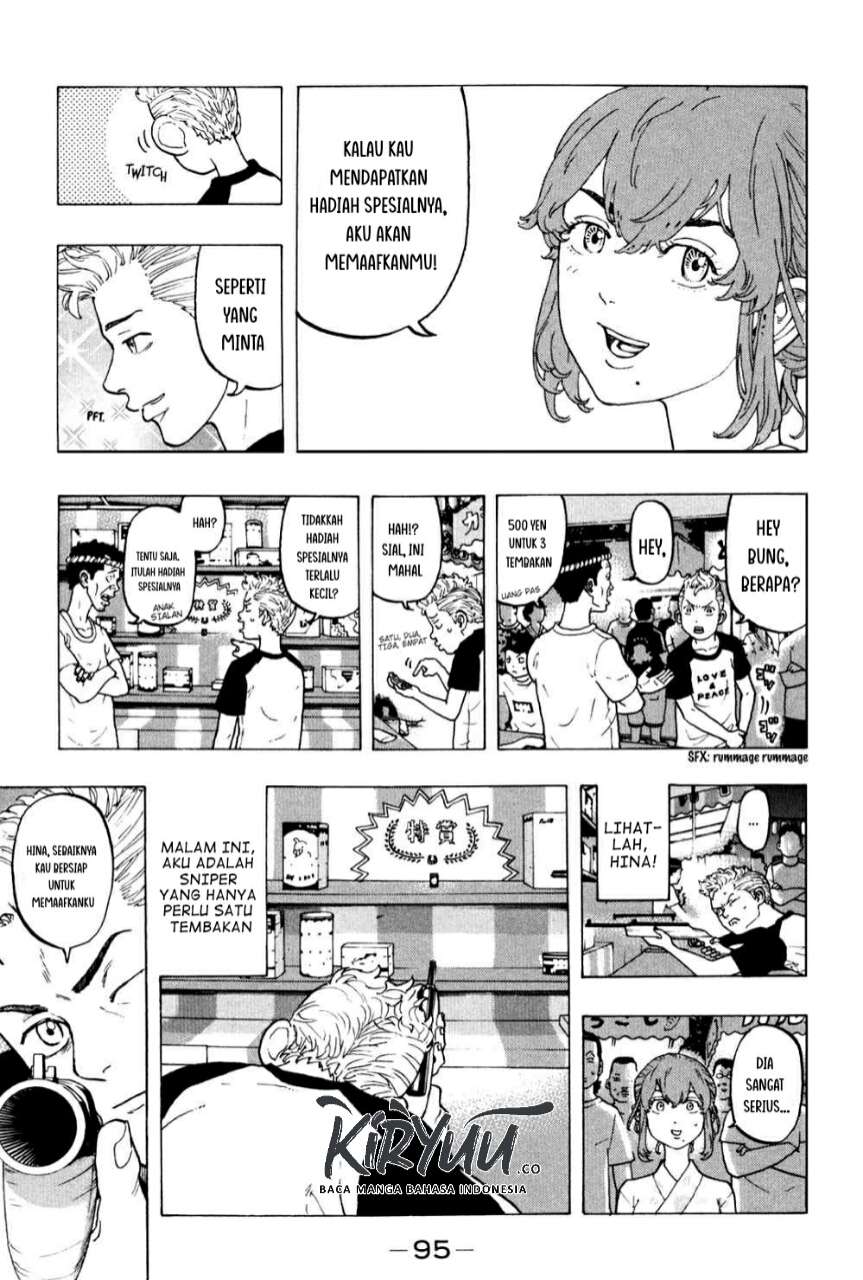 KALAU KAU
MENDAPATKAN
HADIAH SPESIALNYA,
AKU AKAN
MEMAAFKANMU!
TWITCH
SEPERTI
YANG
MINTA
PFT.
HEY
BUNG,
BERAPA?
HEY,
500 YEN
UNTUK 3
TEMBAKAN
UANG PAS
LOVE
&
PEACE
SFX: rummage rummage
HAH!?
SIAL, INI
MAHAL
SATU, DUA,
TIGA, EMPAT
TIDAKKAH
HADIAH
SPESIALNYA
TERLALU
KECIL?
HAH?
TENTU SAJA.
ITULAH HADIAH
SPESIALNYA
ANAK
SIALAN
...
LIHAT-
LAH,
HINA!
DIA
SANGAT
SERIUS...
特賞
MALAM INI,
AKU ADALAH
SNIPER
YANG HANYA
PERLU SATU
TEMBAKAN
HINA, SEBAIKNYA
KAU BERSIAP
UNTUK
MEMAAFKANKU
KIRYUU.CO
BACA MANGA BAHASA INDONESIA
—95—